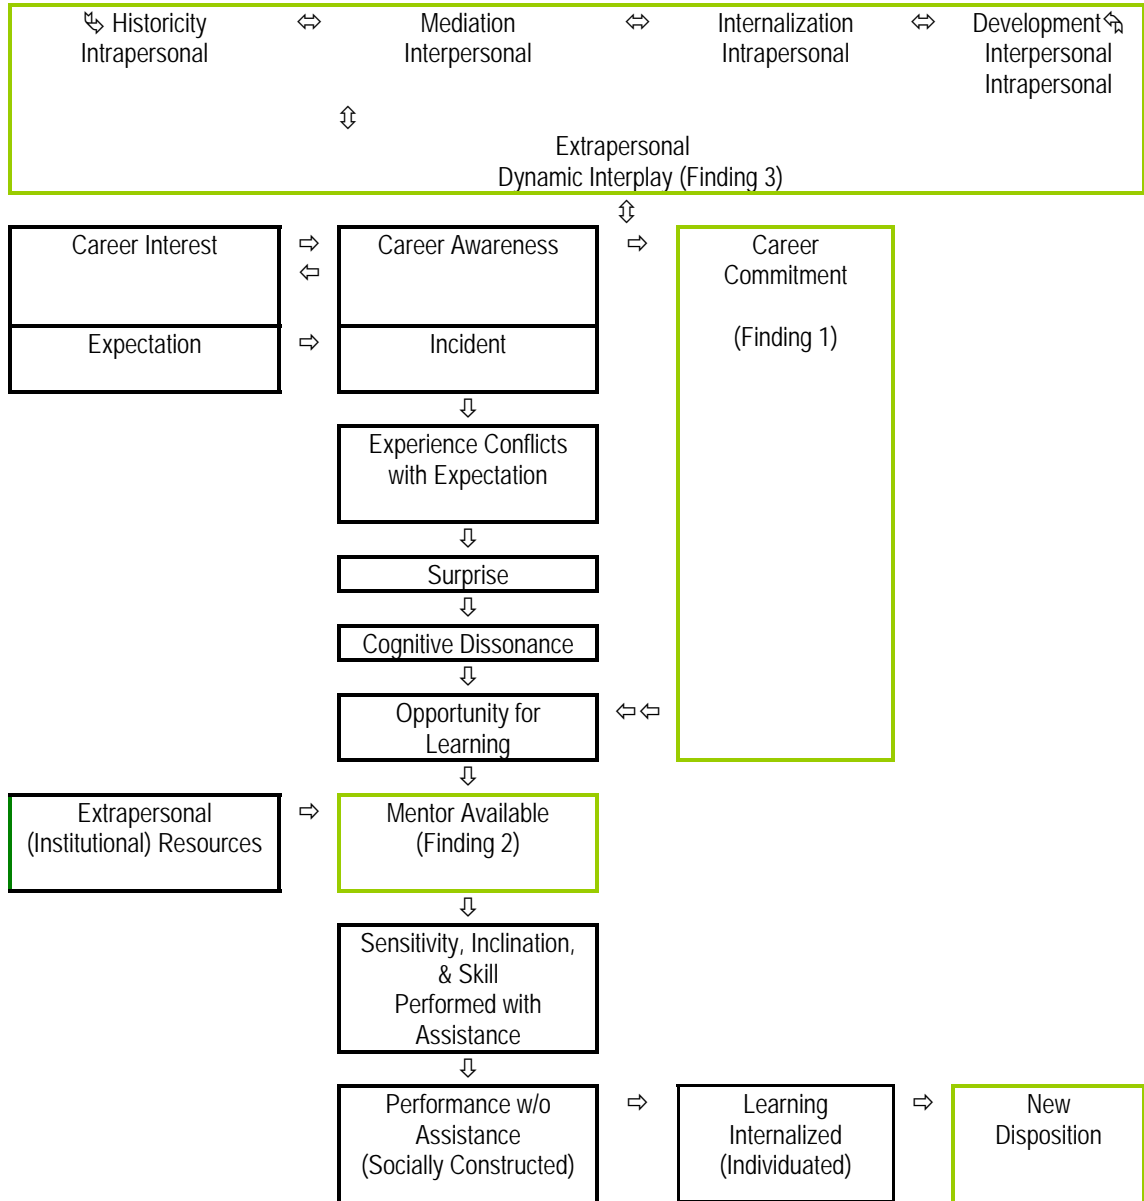 ⇘ Historicity ⇔ Mediation ⇔ Internalization ⇔ Development
Intrapersonal Interpersonal Intrapersonal Interpersonal
Intrapersonal
⇕
Extrapersonal
Dynamic Interplay (Finding 3)
⇕
Career Interest ⇨ Career Awareness ⇨ Career
⇦ Commitment
(Finding 1)
Expectation ⇨ Incident
⇩
Experience Conflicts
with Expectation
⇩
Surprise
⇩
Cognitive Dissonance
⇩
Opportunity for ⇦⇦
Learning
⇩
Extrapersonal ⇨ Mentor Available
(Institutional) Resources (Finding 2)
⇩
Sensitivity, Inclination,
& Skill
Performed with
Assistance
⇩
Performance w/o ⇨ Learning ⇨ New
Assistance Internalized Disposition
(Socially Constructed) (Individuated)